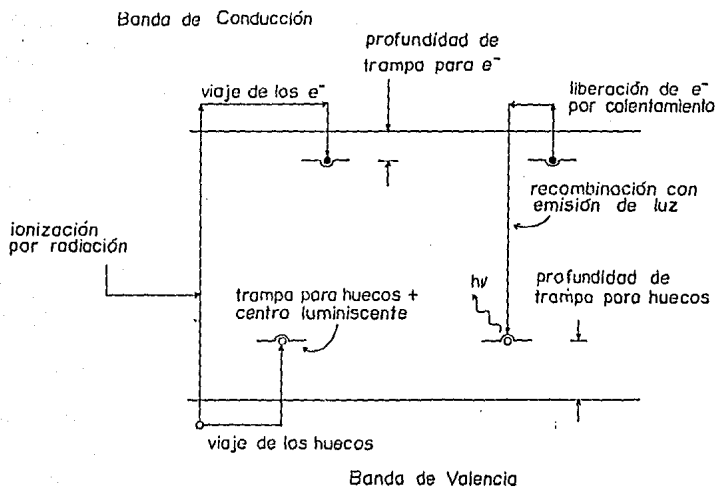 Banda de Conducción
profundidad de
trampa para e⁻
viaje de los e⁻
liberación de e⁻
por calentamiento
recombinación con
emisión de luz
ionización
por radiación
trampa para huecos +
centro luminiscente
hν
profundidad de
trampa para huecos
viaje de los huecos
Banda de Valencia